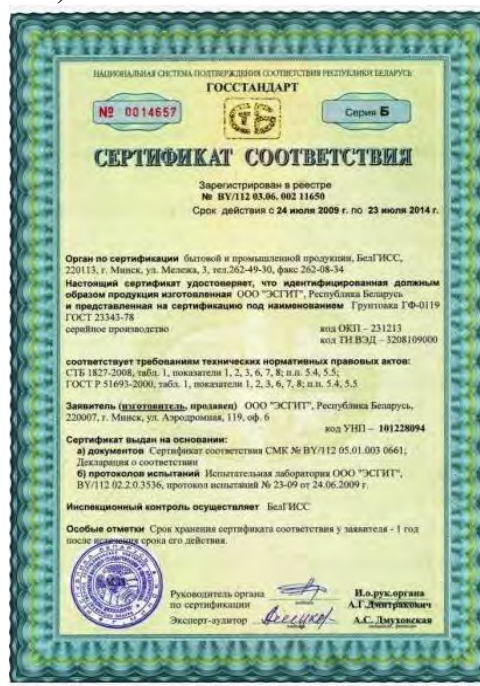 НАЦИОНАЛЬНАЯ СИСТЕМА ПОДТВЕРЖДЕНИЯ СООТВЕТСТВИЯ РЕСПУБЛИКИ БЕЛАРУСЬ
ГОССТАНДАРТ
№ 0014657
Серия Б
СЕРТИФИКАТ СООТВЕТСТВИЯ
Зарегистрирован в реестре
№ BY/112 03.06. 002 11650
Срок действия с 24 июля 2009 г. по 23 июля 2014 г.
Орган по сертификации бытовой и промышленной продукции, БелГИСС,
220113, г. Минск, ул. Мележа, 3, тел.262-49-30, факс 262-08-34
Настоящий сертификат удостоверяет, что идентифицированная должным
образом продукция изготовленная ООО "ЭСГИТ", Республика Беларусь
и представленная на сертификацию под наименованием Грунтовка ГФ-0119
ГОСТ 23343-78
серийное производство
код ОКП – 231213
код ТН ВЭД – 3208109000
соответствует требованиям технических нормативных правовых актов:
СТБ 1827-2008, табл. 1, показатели 1, 2, 3, 6, 7, 8; п.п. 5.4, 5.5;
ГОСТ Р 51693-2000, табл. 1, показатели 1, 2, 3, 6, 7, 8; п.п. 5.4, 5.5
Заявитель (изготовитель, продавец) ООО "ЭСГИТ", Республика Беларусь,
220007, г. Минск, ул. Аэродромная, 119, оф. 6
код УНП – 101228094
Сертификат выдан на основании:
а) документов Сертификат соответствия СМК № BY/112 05.01.003 0661;
Декларация о соответствии
б) протоколов испытаний Испытательная лаборатория ООО "ЭСГИТ",
BY/112 02.2.0.3536, протокол испытаний № 23-09 от 24.06.2009 г.
Инспекционный контроль осуществляет БелГИСС
Особые отметки Срок хранения сертификата соответствия у заявителя - 1 год
после истечения срока его действия.
Руководитель органа
по сертификации
И.о.рук.органа
А.Г.Дмитракович
Эксперт-аудитор
А.С. Дмуховская